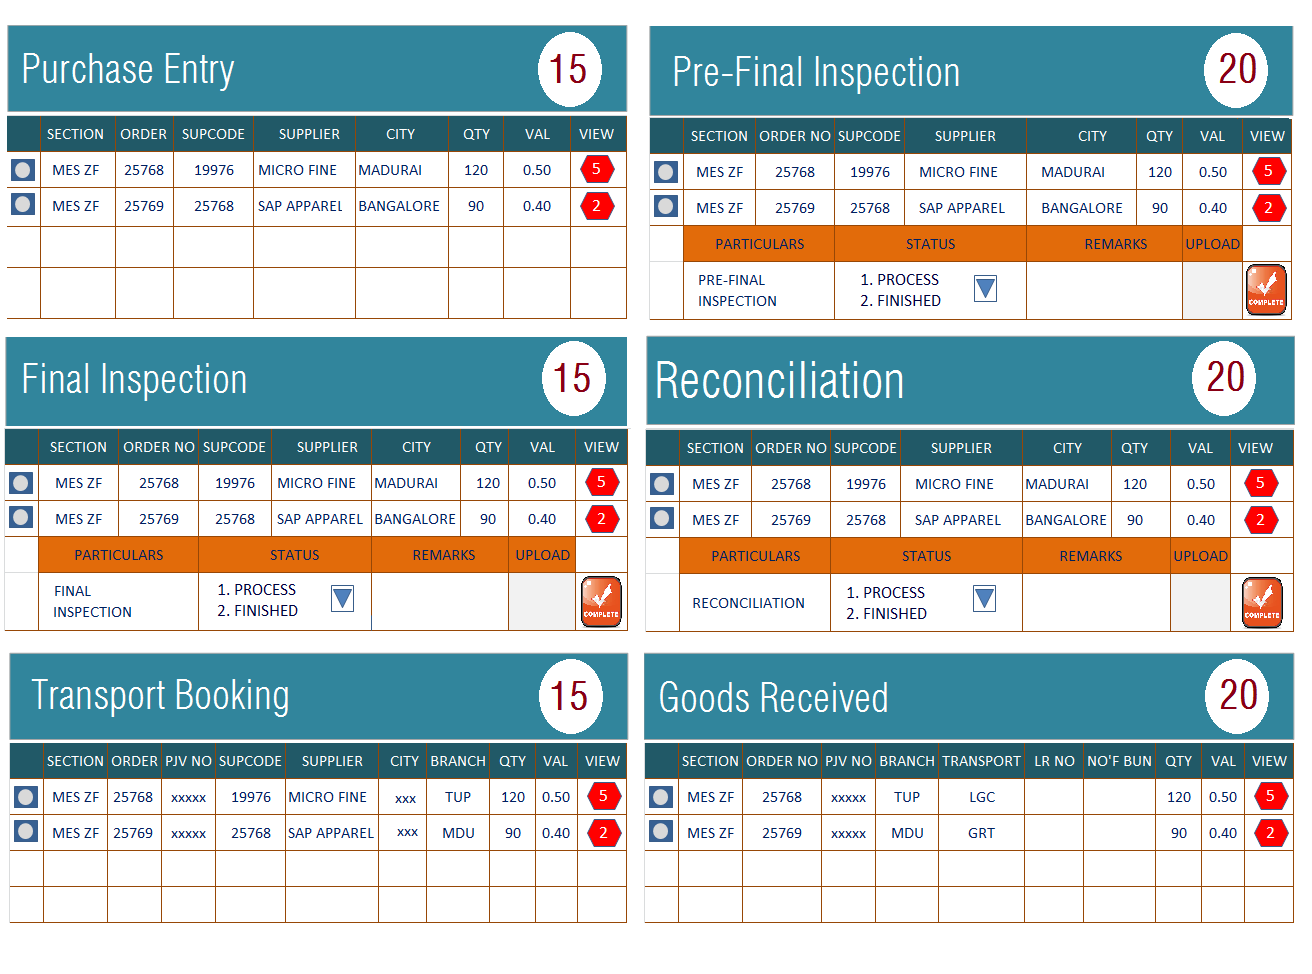 Purchase Entry 15
SECTION ORDER SUPCODE SUPPLIER CITY QTY VAL VIEW
MES ZF 25768 19976 MICRO FINE MADURAI 120 0.50 5
MES ZF 25769 25768 SAP APPAREL BANGALORE 90 0.40 2
Pre-Final Inspection 20
SECTION ORDER NO SUPCODE SUPPLIER CITY QTY VAL VIEW
MES ZF 25768 19976 MICRO FINE MADURAI 120 0.50 5
MES ZF 25769 25768 SAP APPAREL BANGALORE 90 0.40 2
PARTICULARS STATUS REMARKS UPLOAD
PRE-FINAL INSPECTION 1. PROCESS
2. FINISHED
COMPLETE
Final Inspection 15
SECTION ORDER NO SUPCODE SUPPLIER CITY QTY VAL VIEW
MES ZF 25768 19976 MICRO FINE MADURAI 120 0.50 5
MES ZF 25769 25768 SAP APPAREL BANGALORE 90 0.40 2
PARTICULARS STATUS REMARKS UPLOAD
FINAL INSPECTION 1. PROCESS
2. FINISHED
COMPLETE
Reconciliation 20
SECTION ORDER NO SUPCODE SUPPLIER CITY QTY VAL VIEW
MES ZF 25768 19976 MICRO FINE MADURAI 120 0.50 5
MES ZF 25769 25768 SAP APPAREL BANGALORE 90 0.40 2
PARTICULARS STATUS REMARKS UPLOAD
RECONCILIATION 1. PROCESS
2. FINISHED
COMPLETE
Transport Booking 15
SECTION ORDER PJV NO SUPCODE SUPPLIER CITY BRANCH QTY VAL VIEW
MES ZF 25768 xxxxx 19976 MICRO FINE xxx TUP 120 0.50 5
MES ZF 25769 xxxxx 25768 SAP APPAREL xxx MDU 90 0.40 2
Goods Received 20
SECTION ORDER NO PJV NO BRANCH TRANSPORT LR NO NO'F BUN QTY VAL VIEW
MES ZF 25768 xxxxx TUP LGC 120 0.50 5
MES ZF 25769 xxxxx MDU GRT 90 0.40 2